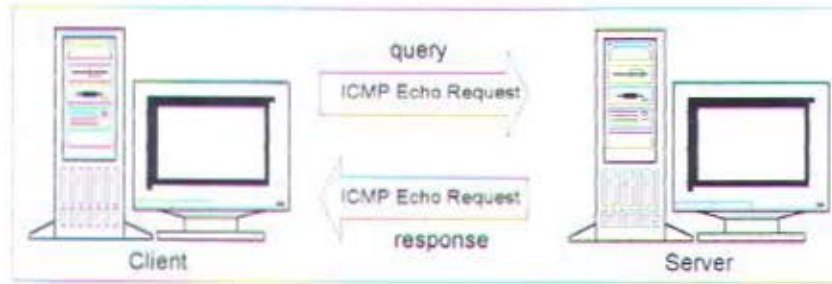 query
ICMP Echo Request
ICMP Echo Request
response
Client
Server